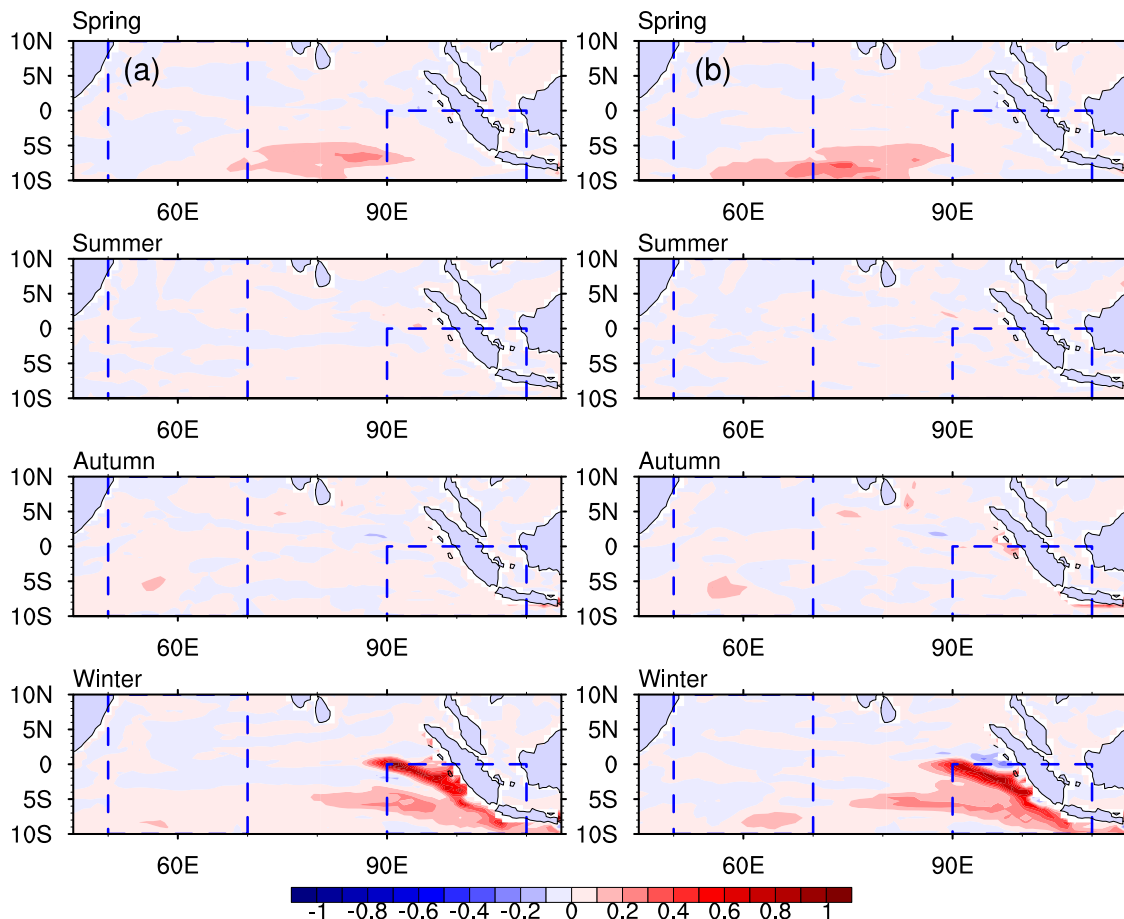 Spring Spring
10N 10N
(a) (b)
5N 5N
0 0
5S 5S
10S 10S
60E 90E 60E 90E
Summer Summer
10N 10N
5N 5N
0 0
5S 5S
10S 10S
60E 90E 60E 90E
Autumn Autumn
10N 10N
5N 5N
0 0
5S 5S
10S 10S
60E 90E 60E 90E
Winter Winter
10N 10N
5N 5N
0 0
5S 5S
10S 10S
60E 90E 60E 90E
-1 -0.8 -0.6 -0.4 -0.2 0 0.2 0.4 0.6 0.8 1